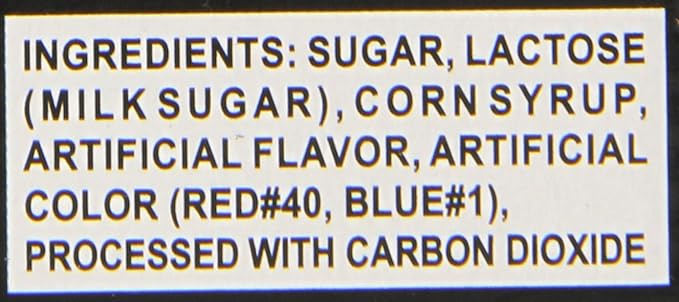 INGREDIENTS: SUGAR, LACTOSE
(MILK SUGAR), CORN SYRUP,
ARTIFICIAL FLAVOR, ARTIFICIAL
COLOR (RED#40, BLUE#1),
PROCESSED WITH CARBON DIOXIDE